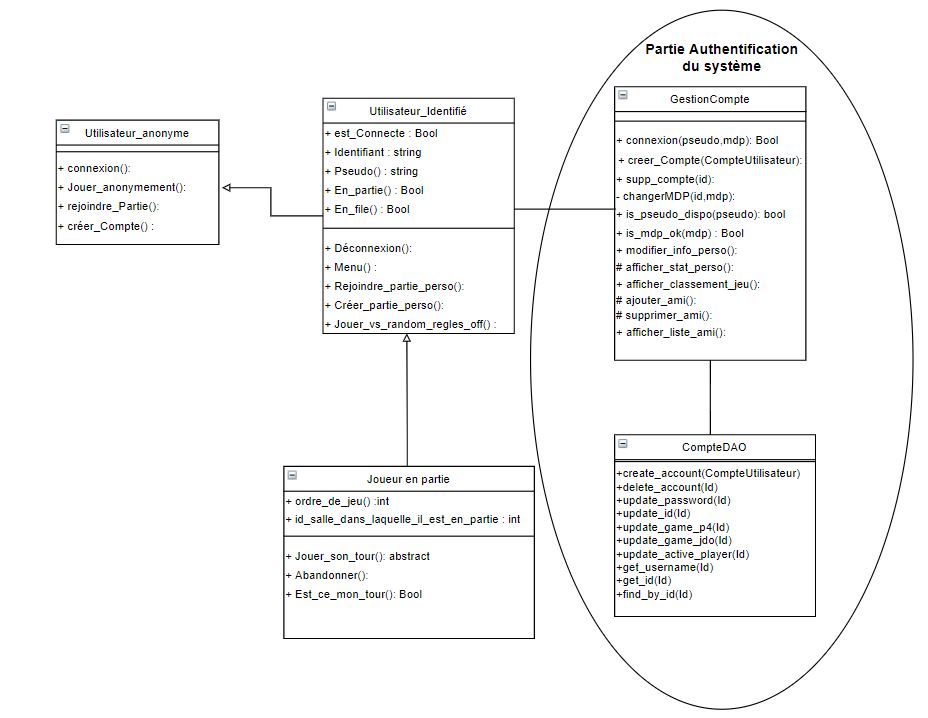 Partie Authentification
du système
Utilisateur_anonyme
+ connexion():
+ Jouer_anonymement():
+ rejoindre_Partie():
+ créer_Compte() :
Utilisateur_Identifié
+ est_Connecte : Bool
+ Identifiant : string
+ Pseudo() : string
+ En_partie() : Bool
+ En_file() : Bool
+ Déconnexion():
+ Menu() :
+ Rejoindre_partie_perso():
+ Créer_partie_perso():
+ Jouer_vs_random_regles_off() :
GestionCompte
+ connexion(pseudo,mdp): Bool
+ creer_Compte(CompteUtilisateur):
+ supp_compte(id):
- changerMDP(id,mdp):
+ is_pseudo_dispo(pseudo): bool
+ is_mdp_ok(mdp) : Bool
+ modifier_info_perso():
# afficher_stat_perso():
+ afficher_classement_jeu():
# ajouter_ami():
# supprimer_ami():
+ afficher_liste_ami():
Joueur en partie
+ ordre_de_jeu() :int
+ id_salle_dans_laquelle_il_est_en_partie : int
+ Jouer_son_tour(): abstract
+ Abandonner():
+ Est_ce_mon_tour(): Bool
CompteDAO
+create_account(CompteUtilisateur)
+delete_account(Id)
+update_password(Id)
+update_id(Id)
+update_game_p4(Id)
+update_game_jdo(Id)
+update_active_player(Id)
+get_username(Id)
+get_id(Id)
+find_by_id(Id)